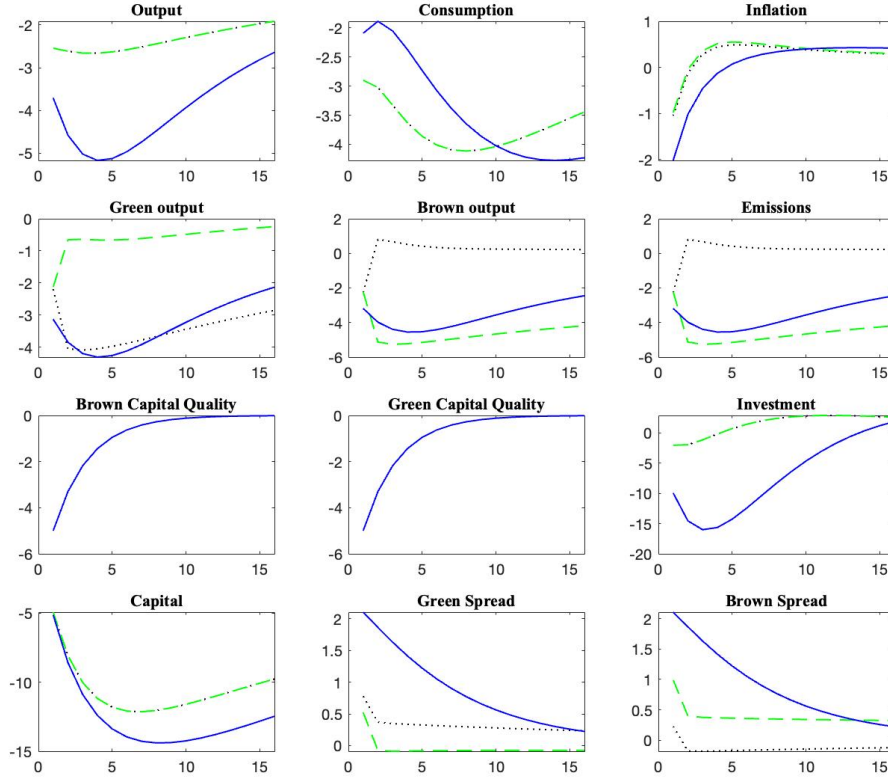 Output
-2
-3
-4
-5
0 5 10 15
Consumption
-2
-2.5
-3
-3.5
-4
0 5 10 15
Inflation
1
0
-1
-2
0 5 10 15
Green output
0
-1
-2
-3
-4
0 5 10 15
Brown output
2
0
-2
-4
-6
0 5 10 15
Emissions
2
0
-2
-4
-6
0 5 10 15
Brown Capital Quality
0
-2
-4
-6
0 5 10 15
Green Capital Quality
0
-2
-4
-6
0 5 10 15
Investment
0
-5
-10
-15
-20
0 5 10 15
Capital
-5
-10
-15
0 5 10 15
Green Spread
2
1.5
1
0.5
0
0 5 10 15
Brown Spread
2
1.5
1
0.5
0
0 5 10 15